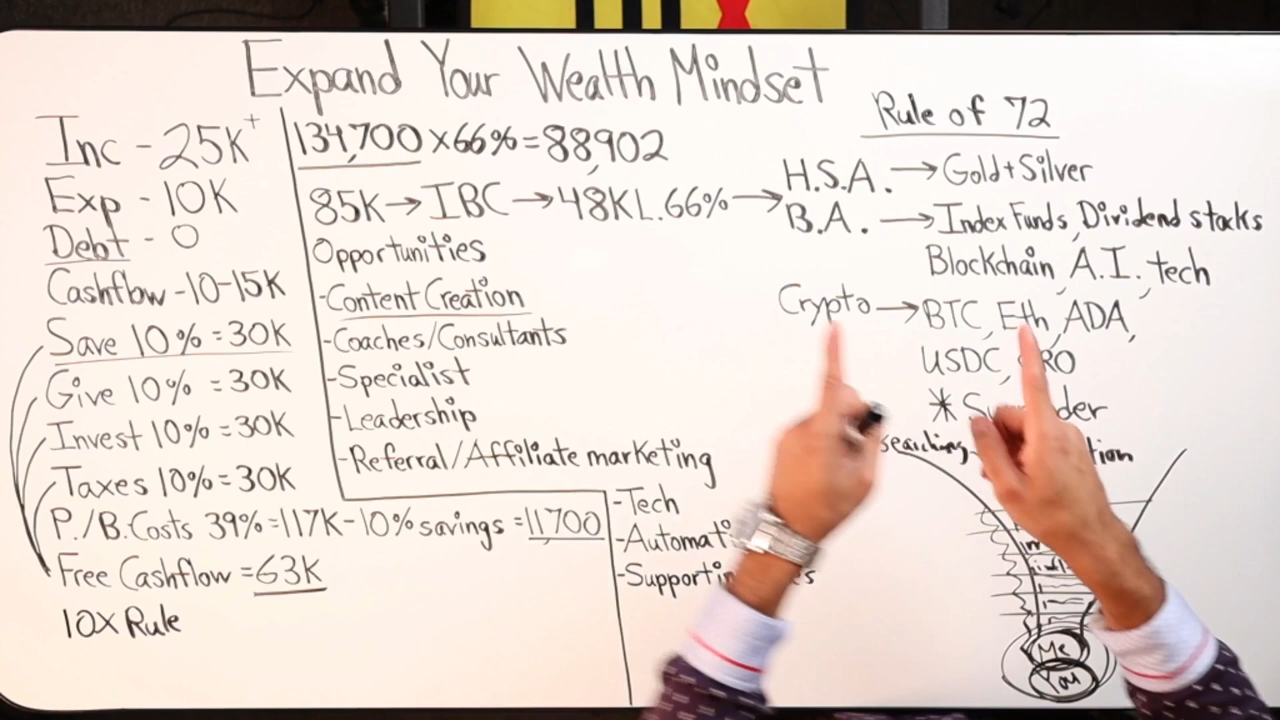 Expand Your Wealth Mindset
Inc - 25K+
Exp - 10K
Debt - 0
Cashflow - 10-15K
Save 10% = 30K
Give 10% = 30K
Invest 10% = 30K
Taxes 10% = 30K
P./B. Costs 39% = 117K - 10% savings = 11,700
Free Cashflow = 63K
10X Rule
134,700 x 66% = 88,902
85K → IBC → 48K L. 66% →
Opportunities
- Content Creation
- Coaches/Consultants
- Specialist
- Leadership
- Referral/Affiliate marketing
- Tech
Rule of 72
H.S.A. → Gold + Silver
B.A. → Index Funds, Dividend stocks
Blockchain, A.I., tech
Crypto → BTC, Eth, ADA,
USDC,
*
searching
Me
You